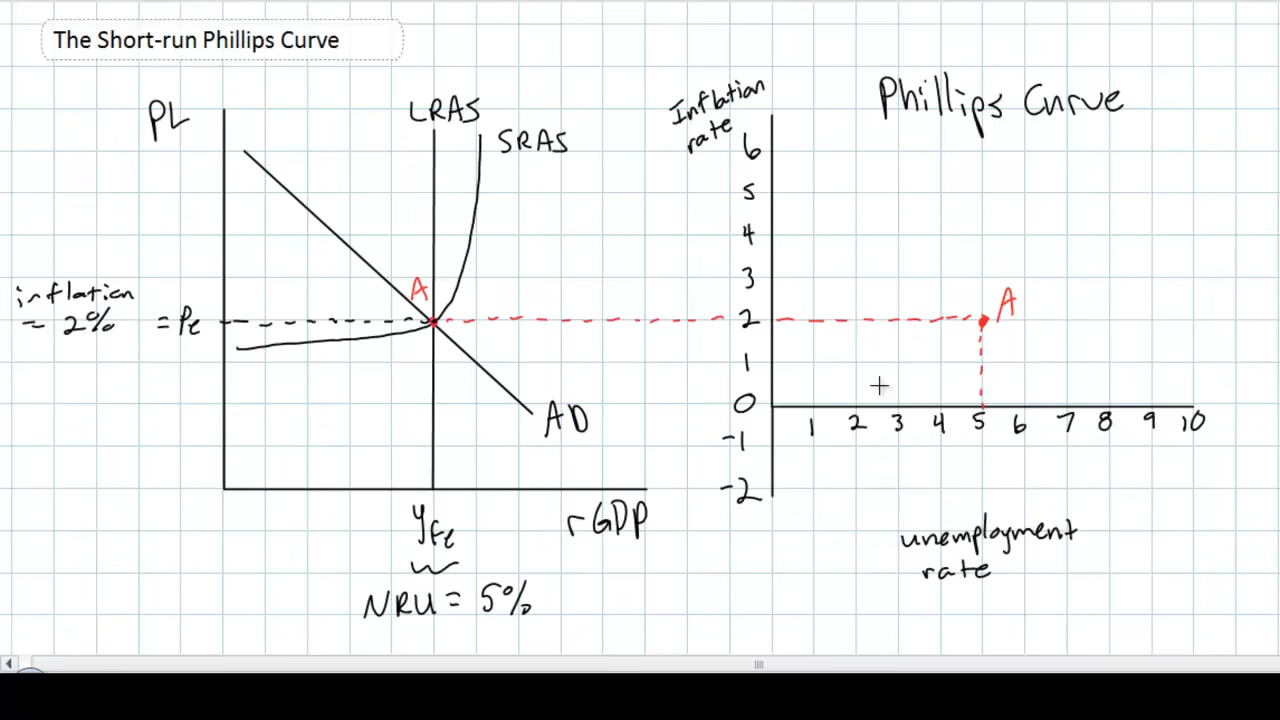 The Short-run Phillips Curve
PL
LRAS
SRAS
A
inflation
= 2%
= Pe
AD
YFE
rGDP
NRU = 5%
Inflation
rate
Phillips Curve
6
5
4
3
2
1
0
-1
-2
A
1 2 3 4 5 6 7 8 9 10
unemployment
rate